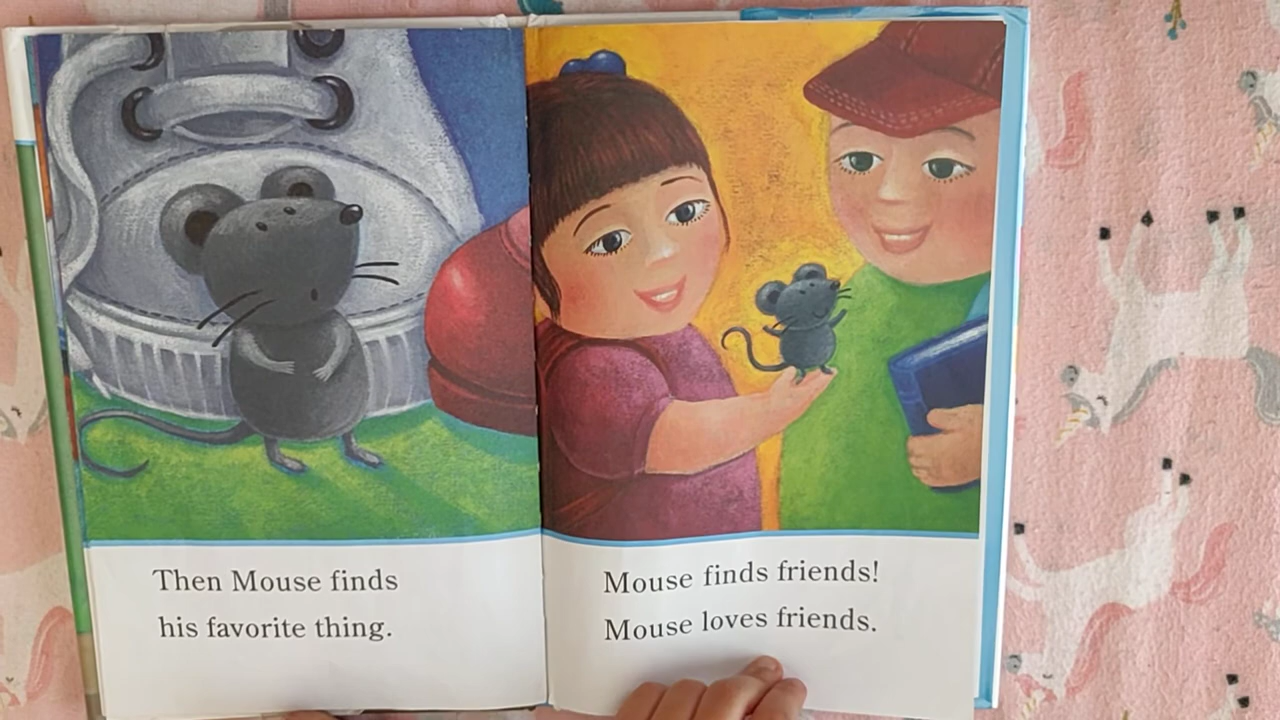 Then Mouse finds
his favorite thing.
Mouse finds friends!
Mouse loves friends.